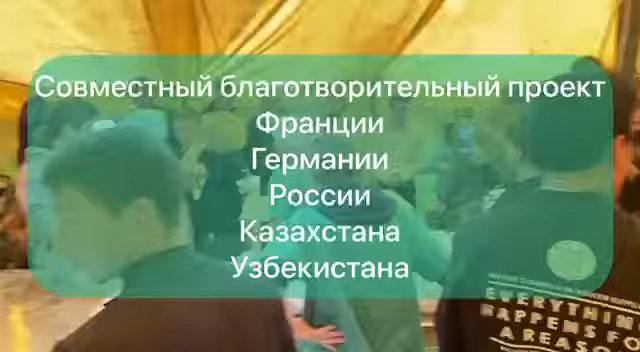 Совместный благотворительный проект
Франции
Германии
России
Казахстана
Узбекистана
EVERYTHING
HAPPENS FO
A REASO